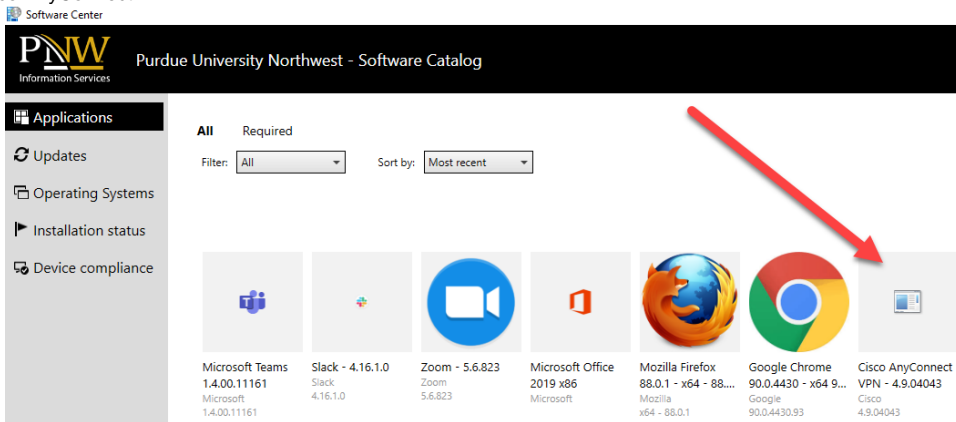 Software Center
PNW
Information Services
Purdue University Northwest - Software Catalog
Applications
Updates
Operating Systems
Installation status
Device compliance
All Required
Filter: All Sort by: Most recent
Microsoft Teams
1.4.00.11161
Microsoft
1.4.00.11161
Slack - 4.16.1.0
Slack
4.16.1.0
Zoom - 5.6.823
Zoom
5.6.823
Microsoft Office
2019 x86
Microsoft
Mozilla Firefox
88.0.1 - x64 - 88....
Mozilla
x64 - 88.0.1
Google Chrome
90.0.4430 - x64 9...
Google
90.0.4430.93
Cisco AnyConnect
VPN - 4.9.04043
Cisco
4.9.04043